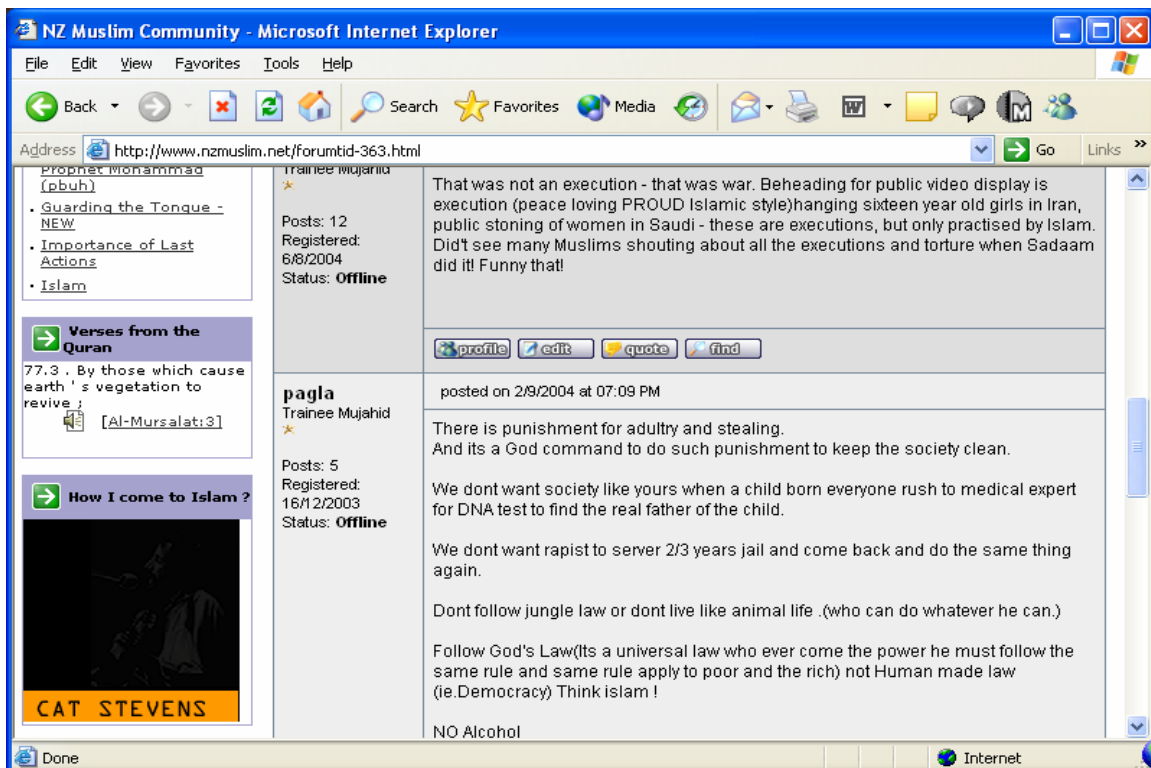 NZ Muslim Community - Microsoft Internet Explorer
File Edit View Favorites Tools Help
Back Search Favorites Media
Address http://www.nzmuslim.net/forumtid-363.html Go Links »
Prophet Mohammad
(pbuh)
Guarding the Tongue -
NEW
Importance of Last
Actions
Islam
Verses from the
Quran
77.3 . By those which cause
earth ' s vegetation to
revive ;
[Al-Mursalat:3]
How I come to Islam ?
CAT STEVENS
Trainee Mujahid
Posts: 12
Registered:
6/8/2004
Status: Offline
That was not an execution - that was war. Beheading for public video display is
execution (peace loving PROUD Islamic style)hanging sixteen year old girls in Iran,
public stoning of women in Saudi - these are executions, but only practised by Islam.
Did't see many Muslims shouting about all the executions and torture when Sadaam
did it! Funny that!
profile edit quote find
pagla
Trainee Mujahid
Posts: 5
Registered:
16/12/2003
Status: Offline
posted on 2/9/2004 at 07:09 PM
There is punishment for adultry and stealing.
And its a God command to do such punishment to keep the society clean.
We dont want society like yours when a child born everyone rush to medical expert
for DNA test to find the real father of the child.
We dont want rapist to server 2/3 years jail and come back and do the same thing
again.
Dont follow jungle law or dont live like animal life .(who can do whatever he can.)
Follow God's Law(Its a universal law who ever come the power he must follow the
same rule and same rule apply to poor and the rich) not Human made law
(ie.Democracy) Think islam !
NO Alcohol
Done Internet